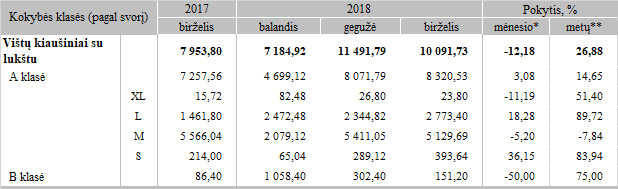 Kokybės klasės (pagal svorį) 2017 2018 Pokytis, %
birželis balandis gegužė birželis mėnesio* metų**
Vištų kiaušiniai su lukštu 7 953,80 7 184,92 11 491,79 10 091,73 -12,18 26,88
A klasė 7 257,56 4 699,12 8 071,79 8 320,53 3,08 14,65
XL 15,72 82,48 26,80 23,80 -11,19 51,40
L 1 461,80 2 472,48 2 344,82 2 773,40 18,28 89,72
M 5 566,04 2 079,12 5 411,05 5 129,69 -5,20 -7,84
S 214,00 65,04 289,12 393,64 36,15 83,94
B klasė 86,40 1 058,40 302,40 151,20 -50,00 75,00